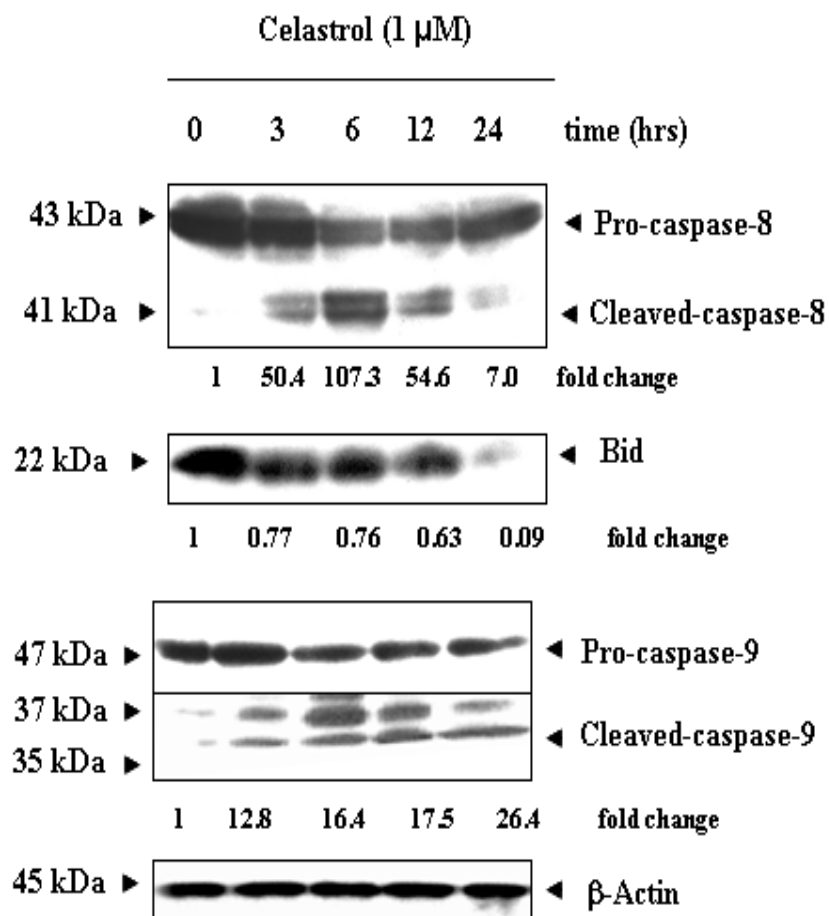 Celastrol (1 μM)
0 3 6 12 24 time (hrs)
43 kDa Pro-caspase-8
41 kDa Cleaved-caspase-8
1 50.4 107.3 54.6 7.0 fold change
22 kDa Bid
1 0.77 0.76 0.63 0.09 fold change
47 kDa Pro-caspase-9
37 kDa
Cleaved-caspase-9
35 kDa
1 12.8 16.4 17.5 26.4 fold change
45 kDa β-Actin